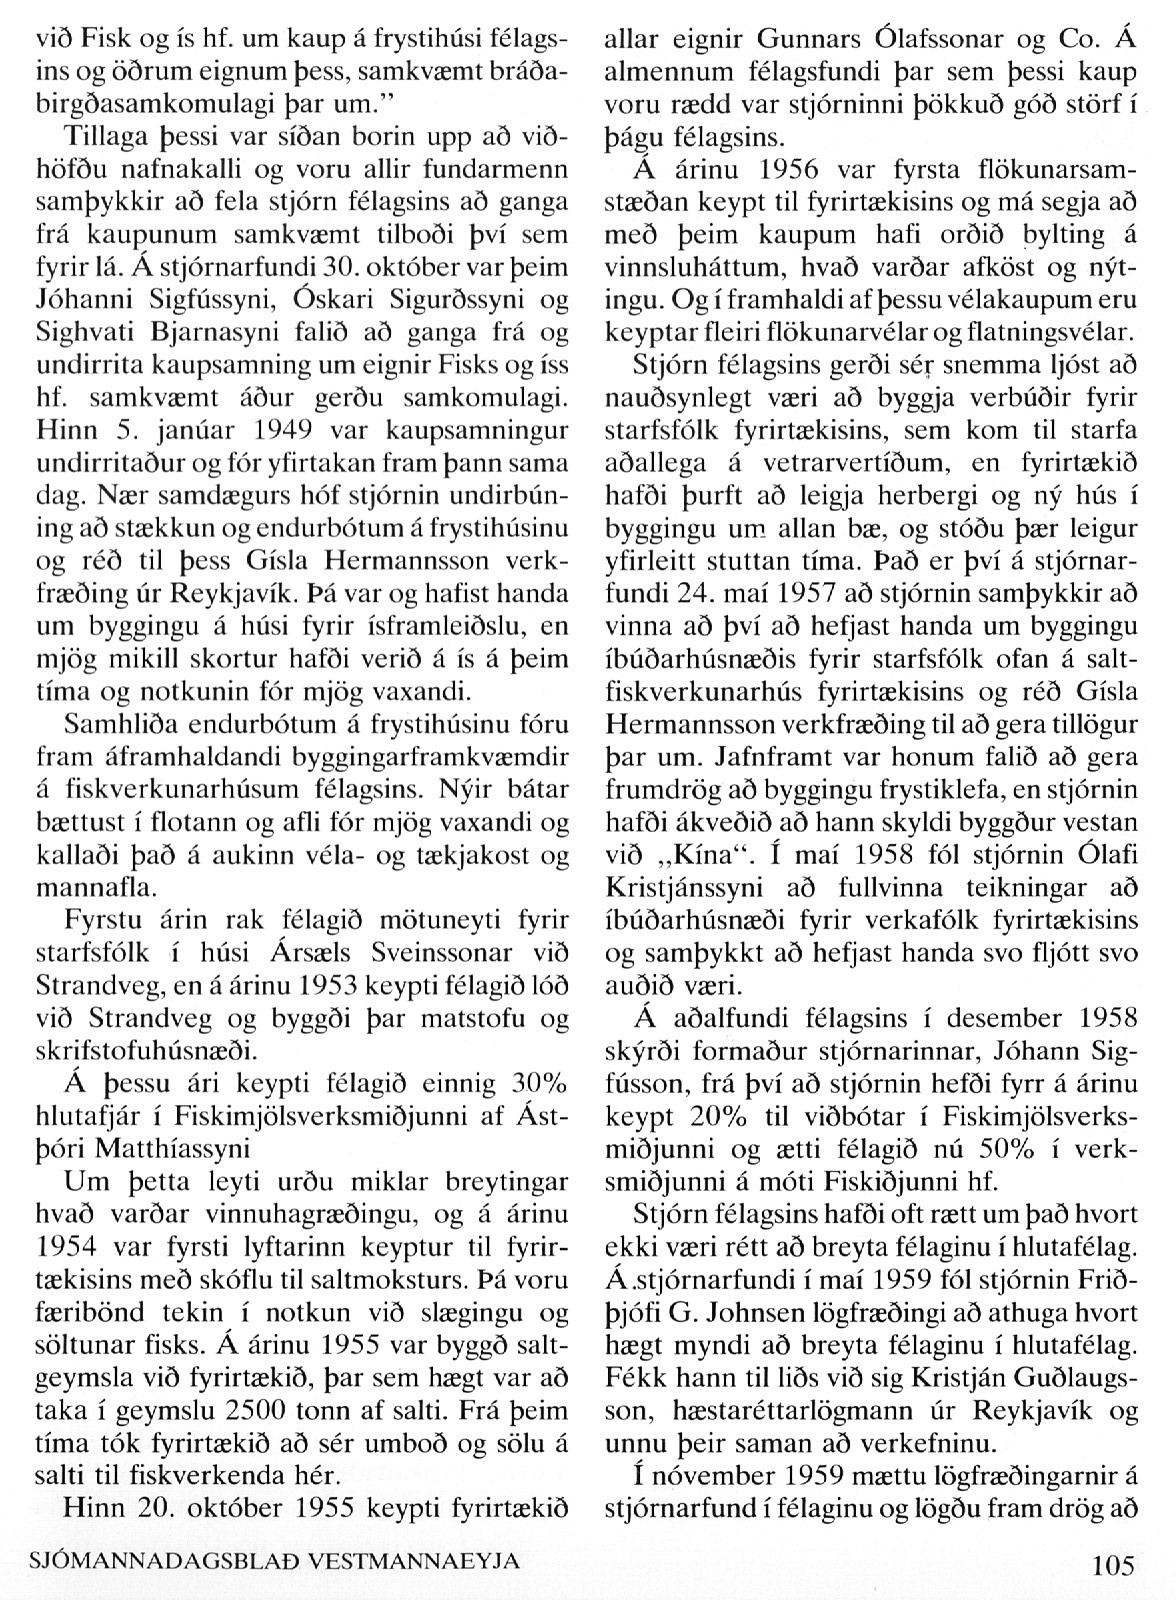 við Fisk og ís hf. um kaup á frystihúsi félags-
ins og öðrum eignum þess, samkvæmt bráða-
birgðasamkomulagi þar um.”
Tillaga þessi var síðan borin upp að við-
höfðu nafnakalli og voru allir fundarmenn
samþykkir að fela stjórn félagsins að ganga
frá kaupunum samkvæmt tilboði því sem
fyrir lá. Á stjórnarfundi 30. október var þeim
Jóhanni Sigfússyni, Óskari Sigurðssyni og
Sighvati Bjarnasyni falið að ganga frá og
undirrita kaupsamning um eignir Fisks og íss
hf. samkvæmt áður gerðu samkomulagi.
Hinn 5. janúar 1949 var kaupsamningur
undirritaður og fór yfirtakan fram þann sama
dag. Nær samdægurs hóf stjórnin undirbún-
ing að stækkun og endurbótum á frystihúsinu
og réð til þess Gísla Hermannsson verk-
fræðing úr Reykjavík. Þá var og hafist handa
um byggingu á húsi fyrir ísframleiðslu, en
mjög mikill skortur hafði verið á ís á þeim
tíma og notkunin fór mjög vaxandi.
Samhliða endurbótum á frystihúsinu fóru
fram áframhaldandi byggingarframkvæmdir
á fiskverkunarhúsum félagsins. Nýir bátar
bættust í flotann og afli fór mjög vaxandi og
kallaði það á aukinn véla- og tækjakost og
mannafla.
Fyrstu árin rak félagið mötuneyti fyrir
starfsfólk í húsi Ársæls Sveinssonar við
Strandveg, en á árinu 1953 keypti félagið lóð
við Strandveg og byggði þar matstofu og
skrifstofuhúsnæði.
Á þessu ári keypti félagið einnig 30%
hlutafjár í Fiskimjölsverksmiðjunni af Ást-
þóri Matthíassyni
Um þetta leyti urðu miklar breytingar
hvað varðar vinnuhagræðingu, og á árinu
1954 var fyrsti lyftarinn keyptur til fyrir-
tækisins með skóflu til saltmoksturs. Þá voru
færibönd tekin í notkun við slægingu og
söltunar fisks. Á árinu 1955 var byggð salt-
geymsla við fyrirtækið, þar sem hægt var að
taka í geymslu 2500 tonn af salti. Frá þeim
tíma tók fyrirtækið að sér umboð og sölu á
salti til fiskverkenda hér.
Hinn 20. október 1955 keypti fyrirtækið
allar eignir Gunnars Ólafssonar og Co. Á
almennum félagsfundi þar sem þessi kaup
voru rædd var stjórninni þökkuð góð störf í
þágu félagsins.
Á árinu 1956 var fyrsta flökunarsam-
stæðan keypt til fyrirtækisins og má segja að
með þeim kaupum hafi orðið bylting á
vinnsluháttum, hvað varðar afköst og nýt-
ingu. Og í framhaldi af þessu vélakaupum eru
keyptar fleiri flökunarvélar og flatningsvélar.
Stjórn félagsins gerði sér snemma ljóst að
nauðsynlegt væri að byggja verbúðir fyrir
starfsfólk fyrirtækisins, sem kom til starfa
aðallega á vetrarvertíðum, en fyrirtækið
hafði þurft að leigja herbergi og ný hús í
byggingu um allan bæ, og stóðu þær leigur
yfirleitt stuttan tíma. Það er því á stjórnar-
fundi 24. maí 1957 að stjórnin samþykkir að
vinna að því að hefjast handa um byggingu
íbúðarhúsnæðis fyrir starfsfólk ofan á salt-
fiskverkunarhús fyrirtækisins og réð Gísla
Hermannsson verkfræðing til að gera tillögur
þar um. Jafnframt var honum falið að gera
frumdrög að byggingu frystiklefa, en stjórnin
hafði ákveðið að hann skyldi byggður vestan
við „Kína“. Í maí 1958 fól stjórnin Ólafi
Kristjánssyni að fullvinna teikningar að
íbúðarhúsnæði fyrir verkafólk fyrirtækisins
og samþykkt að hefjast handa svo fljótt svo
auðið væri.
Á aðalfundi félagsins í desember 1958
skýrði formaður stjórnarinnar, Jóhann Sig-
fússon, frá því að stjórnin hefði fyrr á árinu
keypt 20% til viðbótar í Fiskimjölsverks-
miðjunni og ætti félagið nú 50% í verk-
smiðjunni á móti Fiskiðjunni hf.
Stjórn félagsins hafði oft rætt um það hvort
ekki væri rétt að breyta félaginu í hlutafélag.
Á.stjórnarfundi í maí 1959 fól stjórnin Frið-
þjófi G. Johnsen lögfræðingi að athuga hvort
hægt myndi að breyta félaginu í hlutafélag.
Fékk hann til liðs við sig Kristján Guðlaugs-
son, hæstaréttarlögmann úr Reykjavík og
unnu þeir saman að verkefninu.
Í nóvember 1959 mættu lögfræðingarnir á
stjórnarfund í félaginu og lögðu fram drög að
SJÓMANNADAGSBLAÐ VESTMANNAEYJA
105